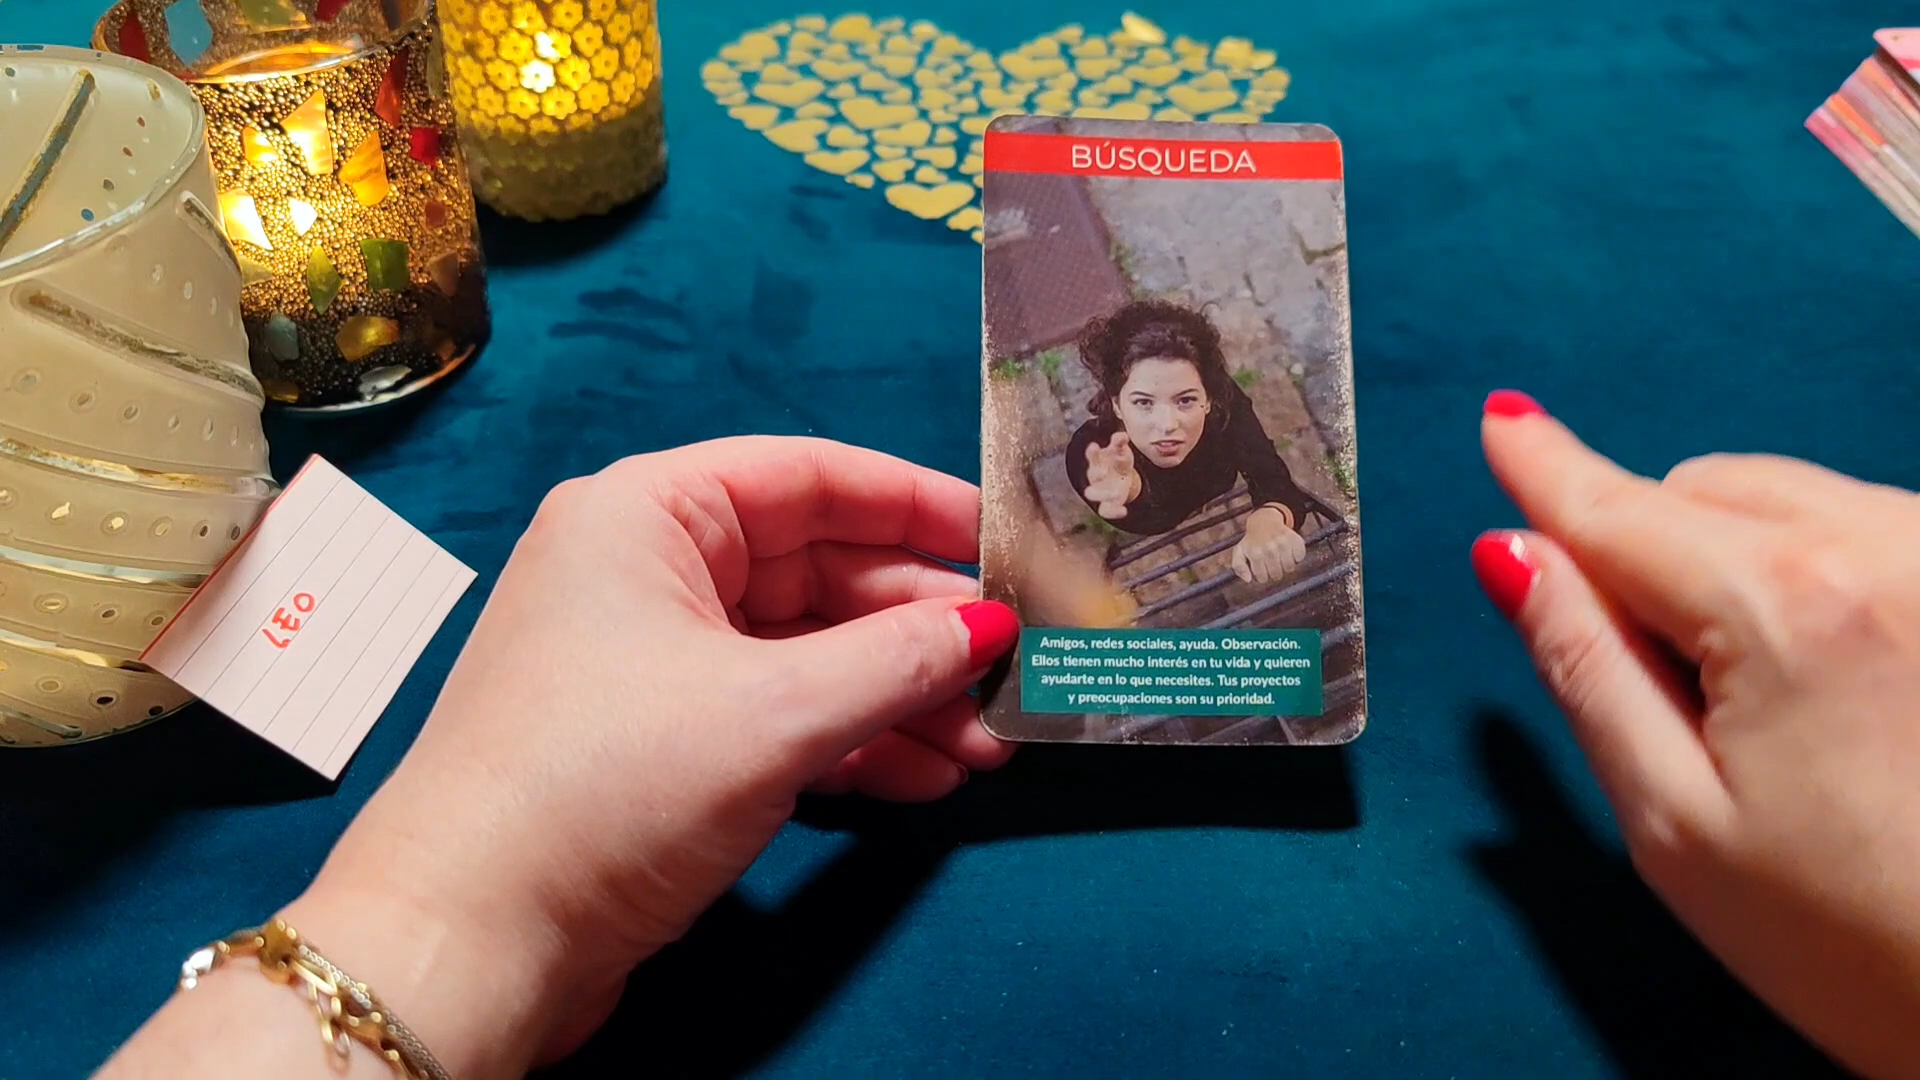 BÚSQUEDA
LEO
Amigos, redes sociales, ayuda. Observación.
Ellos tienen mucho interés en tu vida y quieren
ayudarte en lo que necesites. Tus proyectos
y preocupaciones son su prioridad.